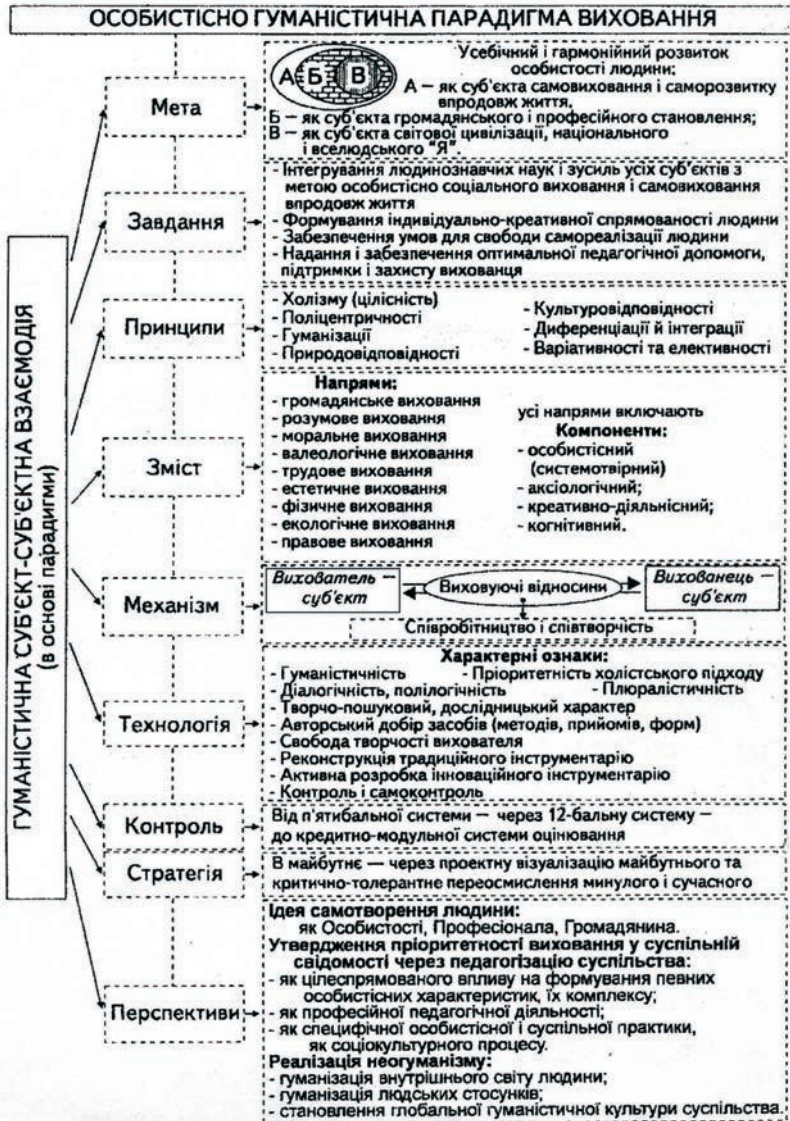 ОСОБИСТІСНО ГУМАНІСТИЧНА ПАРАДИГМА ВИХОВАННЯ
ГУМАНІСТИЧНА СУБ'ЄКТ-СУБ'ЄКТНА ВЗАЄМОДІЯ
(в основі парадигми)
Мета
А Б В
Усебічний і гармонійний розвиток
особистості людини:
А – як суб'єкта самовиховання і саморозвитку
впродовж життя.
Б – як суб'єкта громадянського і професійного становлення;
В – як суб'єкта світової цивілізації, національного
і вселюдського "Я".
Завдання
- Інтегрування людинознавчих наук і зусиль усіх суб'єктів з
метою особистісно соціального виховання і самовиховання
впродовж життя
- Формування індивідуально-креативної спрямованості людини
- Забезпечення умов для свободи самореалізації людини
- Надання і забезпечення оптимальної педагогічної допомоги,
підтримки і захисту вихованця
Принципи
- Холізму (цілісність)
- Поліцентричності
- Гуманізації
- Природовідповідності
- Культуровідповідності
- Диференціації й інтеграції
- Варіативності та елективності
Зміст
Напрями:
- громадянське виховання
- розумове виховання
- моральне виховання
- валеологічне виховання
- трудове виховання
- естетичне виховання
- фізичне виховання
- екологічне виховання
- правове виховання
усі напрями включають
Компоненти:
- особистісний
(системотвірний)
- аксіологічний;
- креативно-діяльнісний;
- когнітивний.
Механізм
Вихователь –
суб'єкт
Виховуючі відносини
Вихованець –
суб'єкт
Співробітництво і співтворчість
Технологія
Характерні ознаки:
- Гуманістичність - Пріоритетність холістського підходу
- Діалогічність, полілогічність - Плюралістичність
- Творчо-пошуковий, дослідницький характер
- Авторський добір засобів (методів, прийомів, форм)
- Свобода творчості вихователя
- Реконструкція традиційного інструментарію
- Активна розробка інноваційного інструментарію
- Контроль і самоконтроль
Контроль
Від п'ятибальної системи – через 12-бальну систему –
до кредитно-модульної системи оцінювання
Стратегія
В майбутнє — через проектну візуалізацію майбутнього та
критично-толерантне переосмислення минулого і сучасного
Перспективи
Ідея самотворення людини:
як Особистості, Професіонала, Громадянина.
Утвердження пріоритетності виховання у суспільній
свідомості через педагогізацію суспільства:
- як цілеспрямованого впливу на формування певних
особистісних характеристик, їх комплексу;
- як професійної педагогічної діяльності;
- як специфічної особистісної і суспільної практики,
як соціокультурного процесу.
Реалізація неогуманізму:
- гуманізація внутрішнього світу людини;
- гуманізація людських стосунків;
- становлення глобальної гуманістичної культури суспільства.